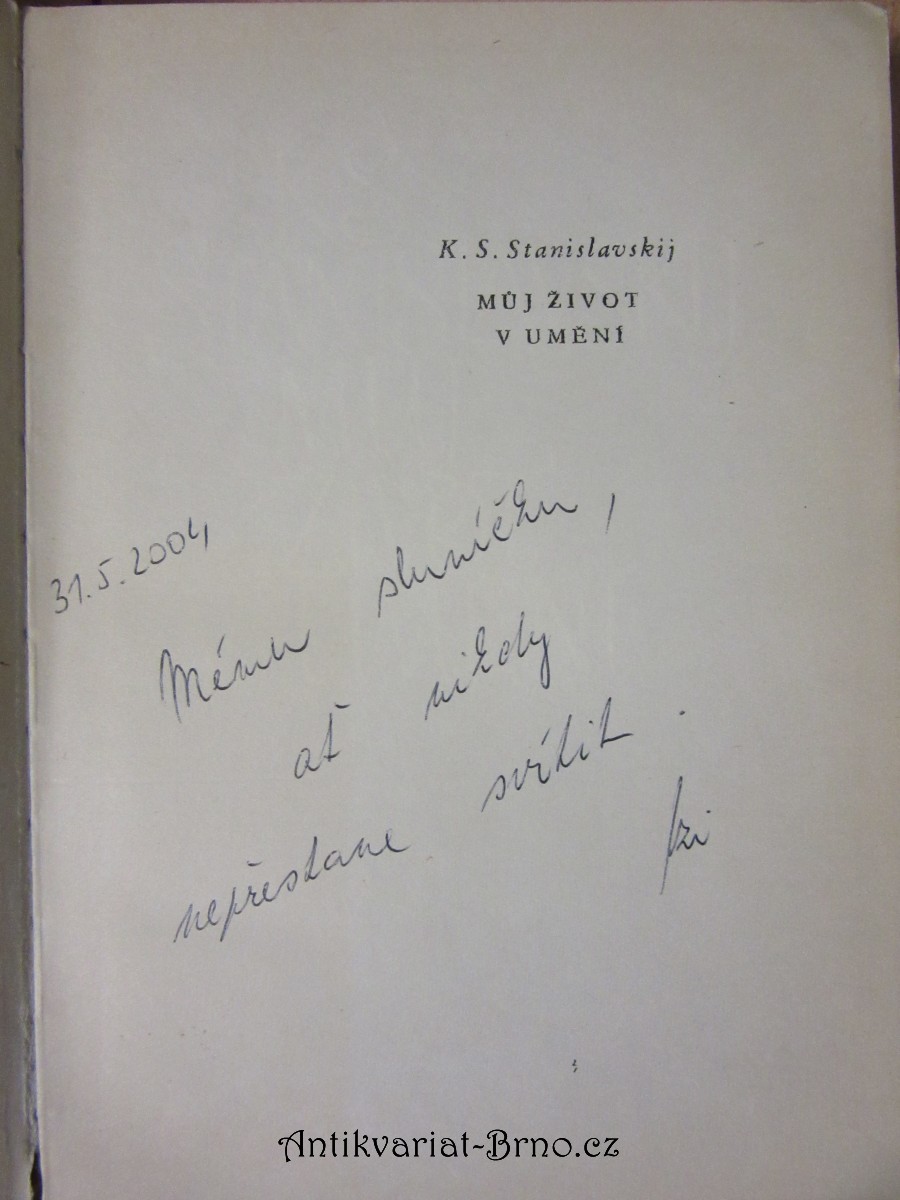 K. S. Stanislavskij
MŮJ ŽIVOT
V UMĚNÍ
31.5.2004
Mému sluníčku,
ať nikdy
nepřestane svítit.
Antikvariat-Brno.cz